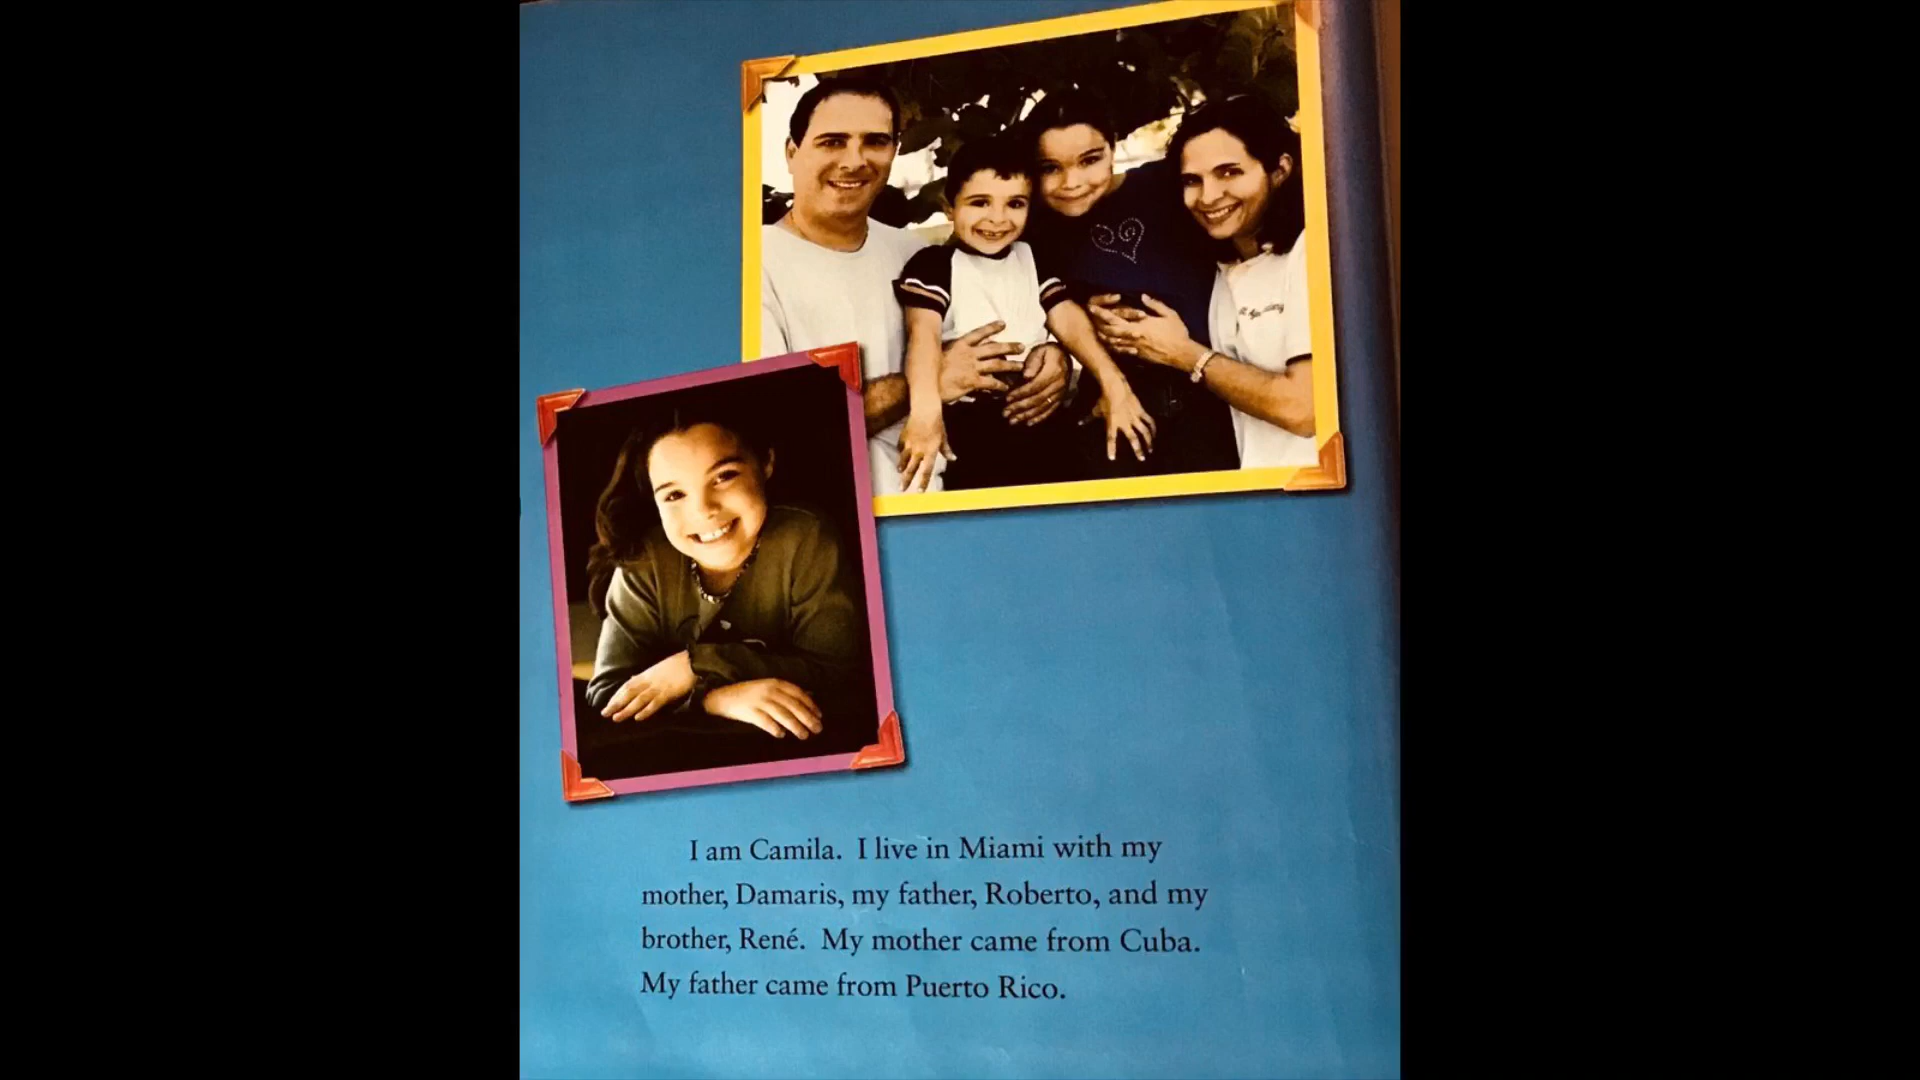 I am Camila. I live in Miami with my
mother, Damaris, my father, Roberto, and my
brother, René. My mother came from Cuba.
My father came from Puerto Rico.